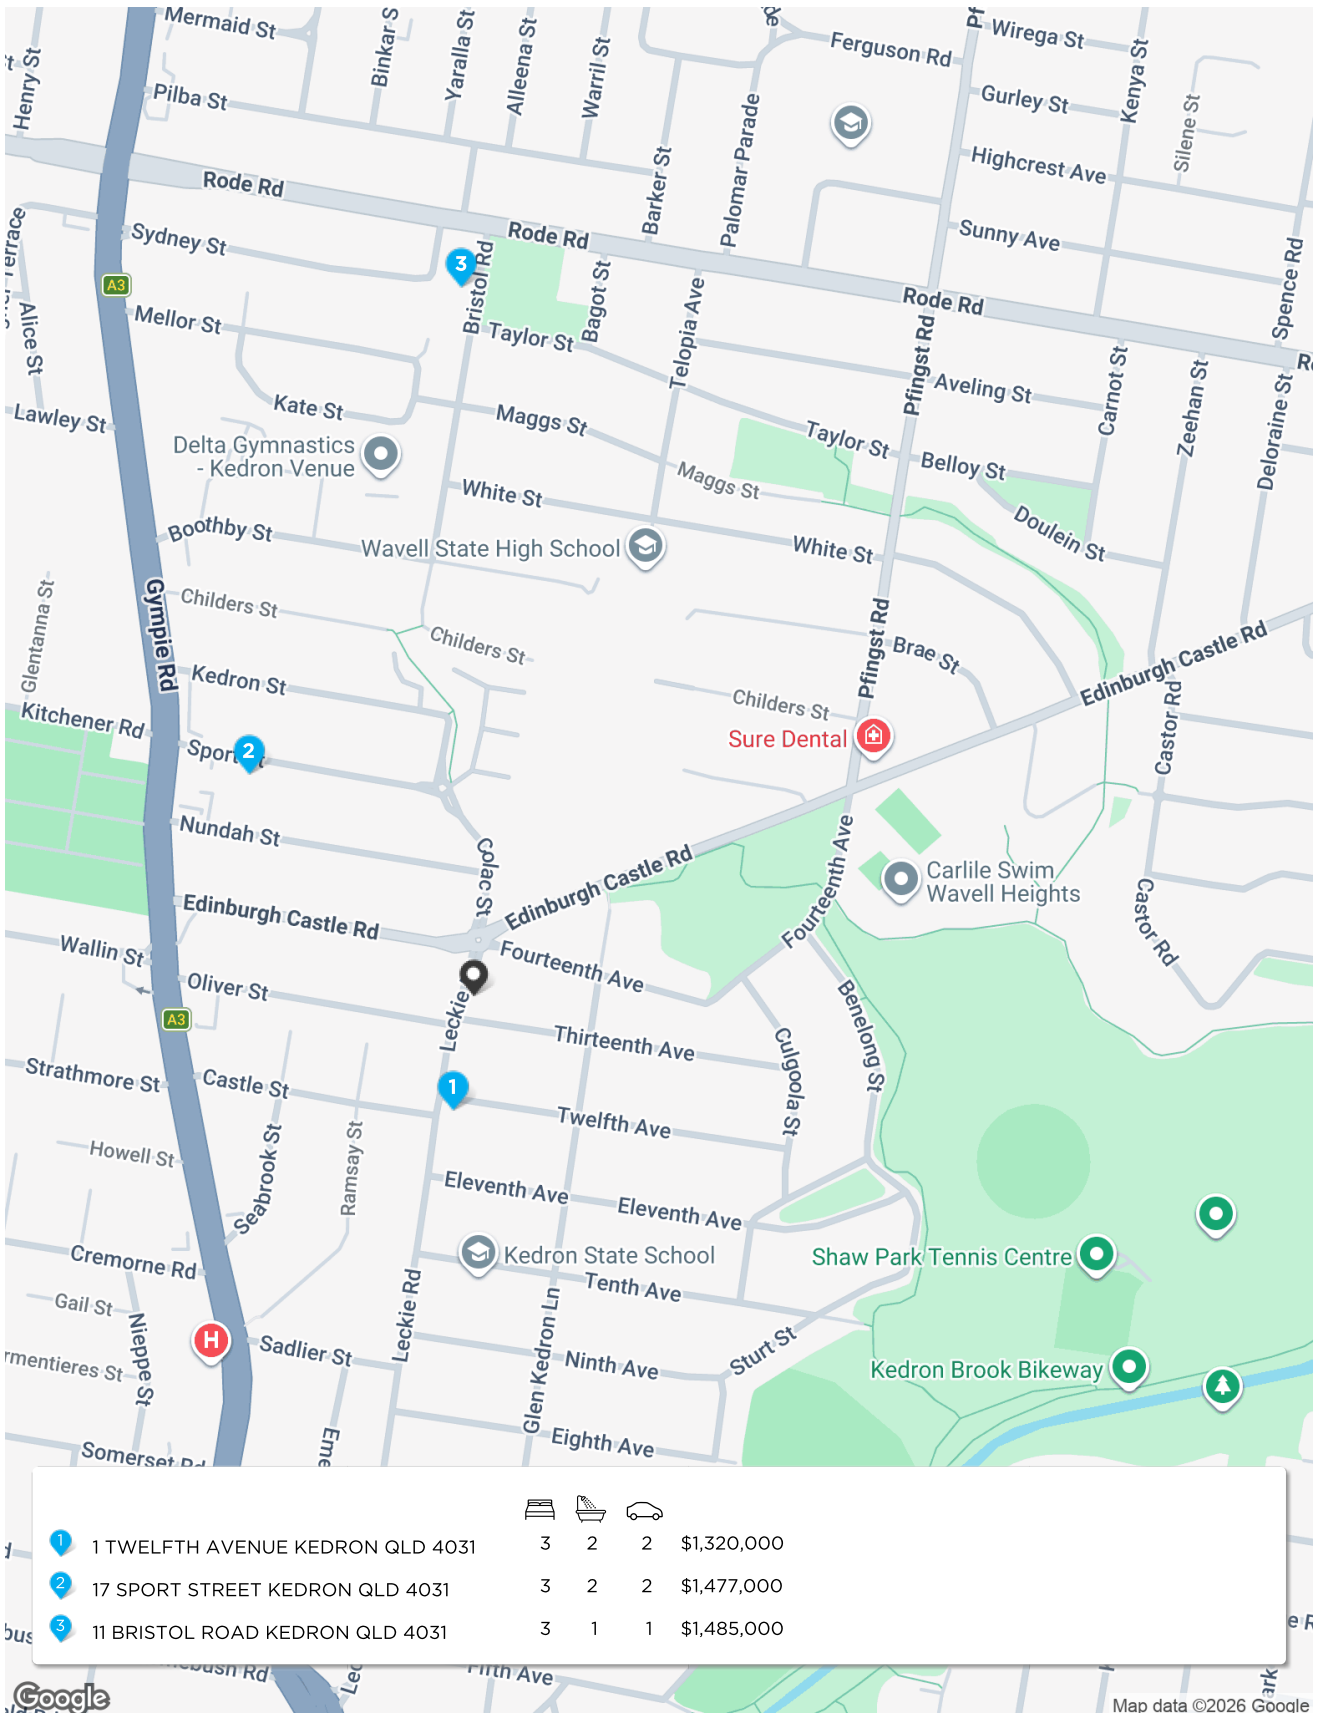 Mermaid St
Henry St
Binkar S
Yaralla St
Alleena St
Warril St
Ferguson Rd
Wirega St
Kenya St
Pilba St
Gurley St
Silene St
Palomar Parade
Barker St
Highcrest Ave
Rode Rd
Rode Rd
Sydney St
Sunny Ave
Spence Rd
3
Bristol Rd
Bagot St
A3
Rode Rd
Alice St
Mellor St
Taylor St
Telopia Ave
Pfingst Rd
Aveling St
Carnot St
Zeehan St
Deloraine St
Lawley St
Kate St
Maggs St
Taylor St
Delta Gymnastics
- Kedron Venue
Maggs St
Belloy St
White St
Boothby St
Wavell State High School
White St
Doulein St
Glentanna St
Gympie Rd
Childers St
Childers St
Pfingst Rd
Brae St
Edinburgh Castle Rd
Kedron St
Childers St
Castor Rd
Kitchener Rd
2
Sure Dental
Nundah St
Colac St
Edinburgh Castle Rd
Fourteenth Ave
Carlile Swim
Wavell Heights
Castor Rd
Edinburgh Castle Rd
Wallin St
Fourteenth Ave
Oliver St
Benelong St
A3
Leckie
Thirteenth Ave
Culgoola St
Strathmore St
Castle St
1
Twelfth Ave
Howell St
Seabrook St
Ramsay St
Eleventh Ave
Eleventh Ave
Cremorne Rd
Kedron State School
Shaw Park Tennis Centre
Tenth Ave
Gail St
Nieppe St
H
Sadlier St
Leckie Rd
Glen Kedron Ln
Ninth Ave
Sturt St
Kedron Brook Bikeway
rmentieres St
Eme
Eighth Ave
Somerset Rd
1 1 TWELFTH AVENUE KEDRON QLD 4031 3 2 2 $1,320,000
2 17 SPORT STREET KEDRON QLD 4031 3 2 2 $1,477,000
3 11 BRISTOL ROAD KEDRON QLD 4031 3 1 1 $1,485,000
Fifth Ave
Google
Map data ©2026 Google